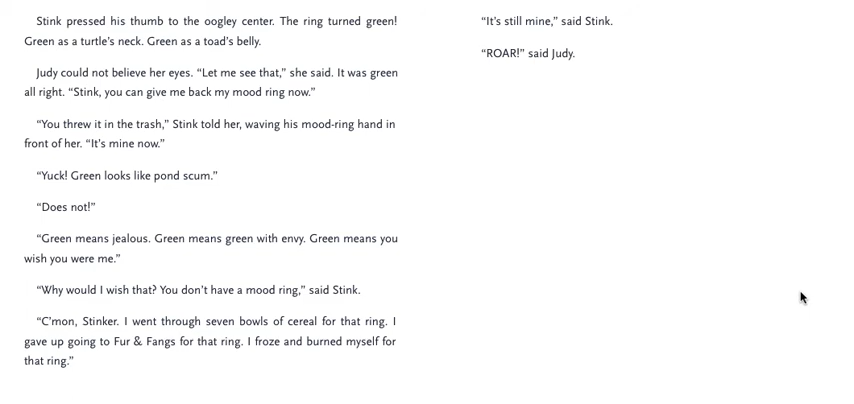 Stink pressed his thumb to the oogley center. The ring turned green!
Green as a turtle’s neck. Green as a toad’s belly.
Judy could not believe her eyes. “Let me see that,” she said. It was green
all right. “Stink, you can give me back my mood ring now.”
“You threw it in the trash,” Stink told her, waving his mood-ring hand in
front of her. “It’s mine now.”
“Yuck! Green looks like pond scum.”
“Does not!”
“Green means jealous. Green means green with envy. Green means you
wish you were me.”
“Why would I wish that? You don’t have a mood ring,” said Stink.
“C’mon, Stinker. I went through seven bowls of cereal for that ring. I
gave up going to Fur & Fangs for that ring. I froze and burned myself for
that ring.”
“It’s still mine,” said Stink.
“ROAR!” said Judy.